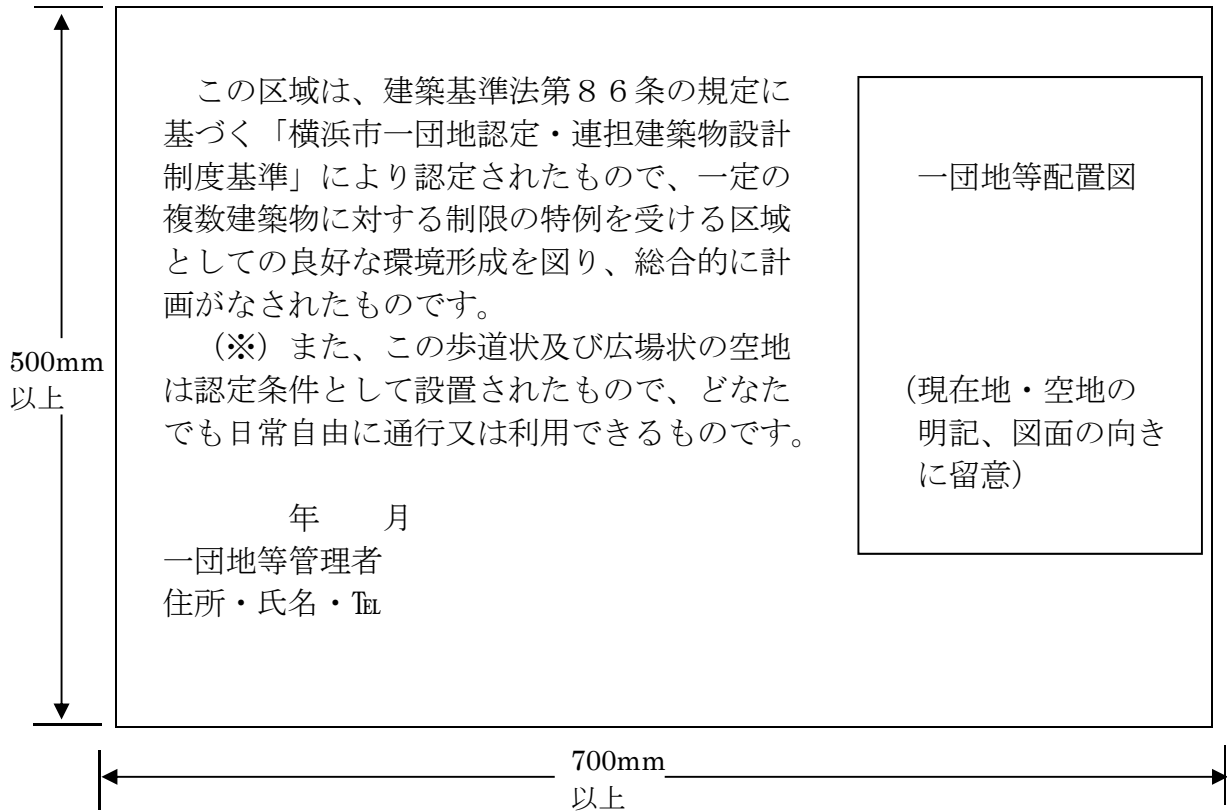 この区域は、建築基準法第８６条の規定に
基づく「横浜市一団地認定・連担建築物設計
制度基準」により認定されたもので、一定の
複数建築物に対する制限の特例を受ける区域
としての良好な環境形成を図り、総合的に計
画がなされたものです。
（※）また、この歩道状及び広場状の空地
は認定条件として設置されたもので、どなた
でも日常自由に通行又は利用できるものです。
年　　月
一団地等管理者
住所・氏名・℡
一団地等配置図
（現在地・空地の
明記、図面の向き
に留意）
500mm
以上
700mm
以上